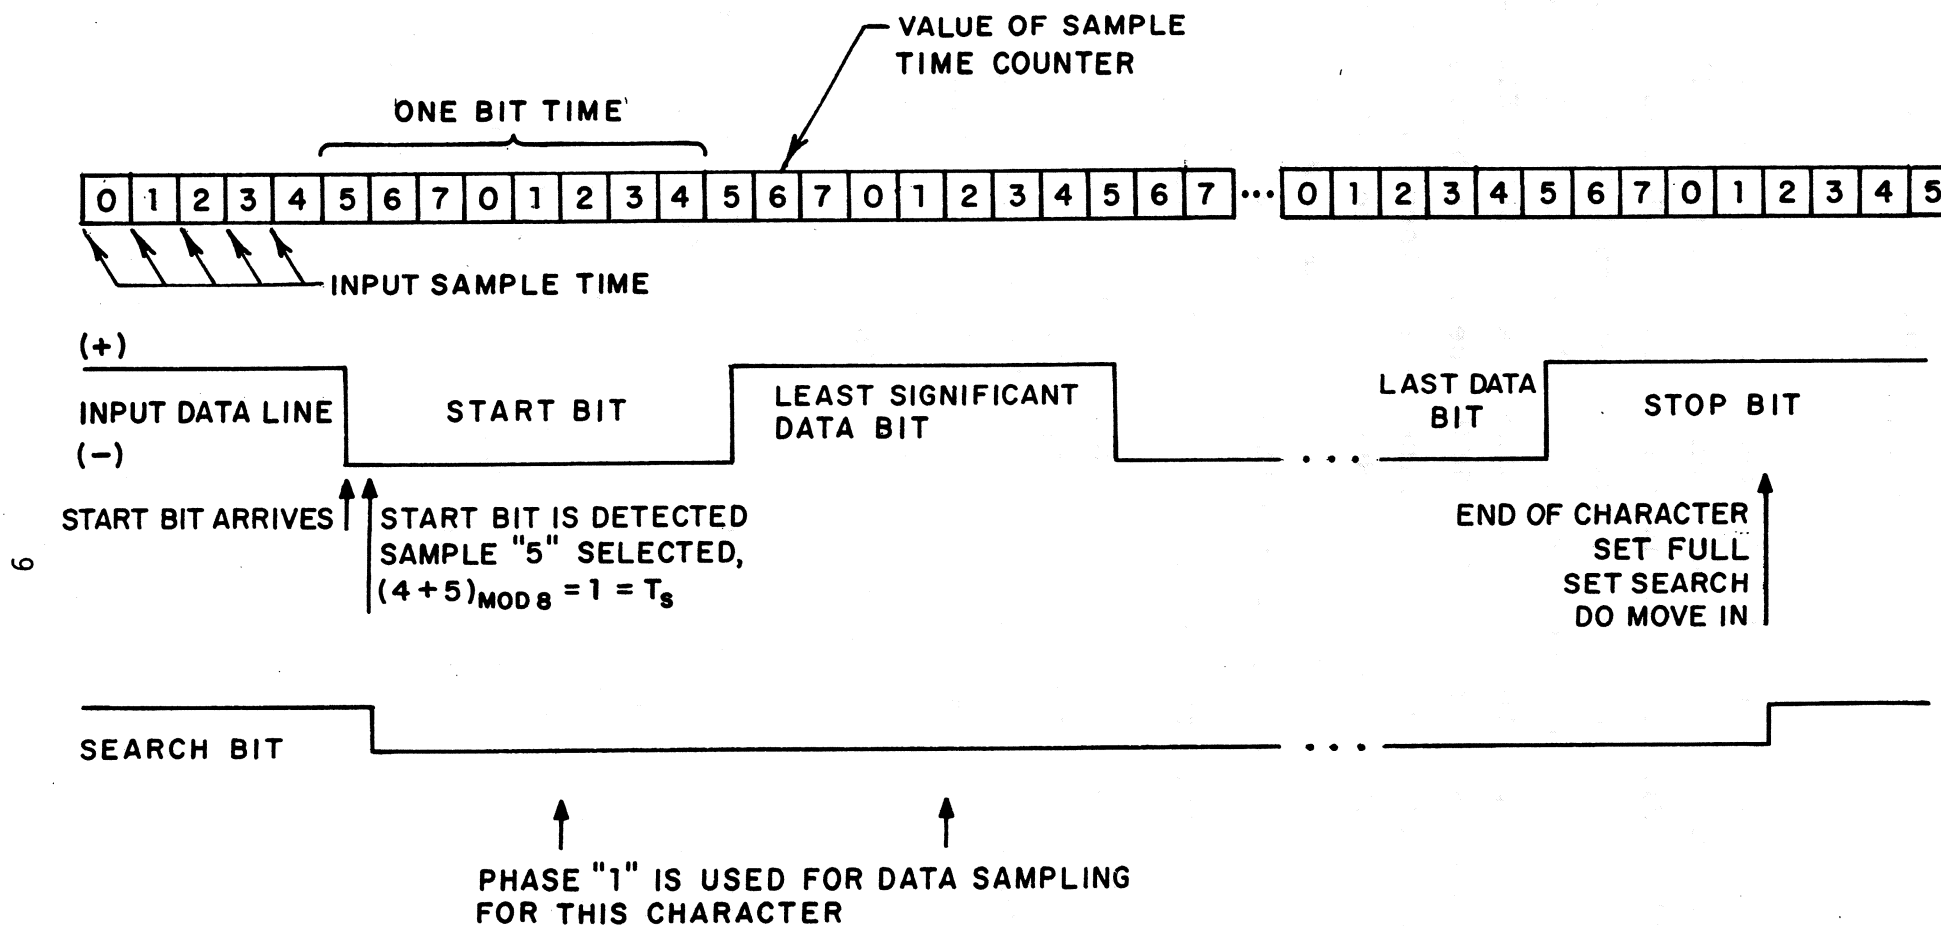 VALUE OF SAMPLE
TIME COUNTER
ONE BIT TIME
0 1 2 3 4 5 6 7 0 1 2 3 4 5 6 7 0 1 2 3 4 5 6 7 ... 0 1 2 3 4 5 6 7 0 1 2 3 4 5
INPUT SAMPLE TIME
(+)
INPUT DATA LINE
(−)
START BIT
LEAST SIGNIFICANT
DATA BIT
LAST DATA
BIT
STOP BIT
. . .
START BIT ARRIVES
START BIT IS DETECTED
SAMPLE "5" SELECTED,
(4+5)MOD 8 = 1 = TS
END OF CHARACTER
SET FULL
SET SEARCH
DO MOVE IN
9
SEARCH BIT
. . .
PHASE "1" IS USED FOR DATA SAMPLING
FOR THIS CHARACTER